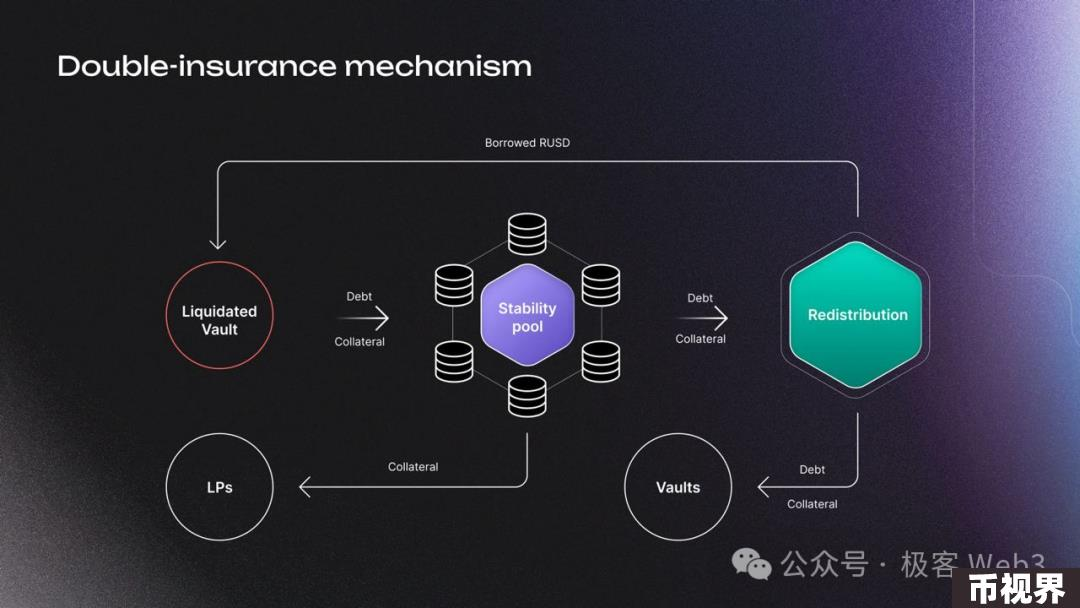 Double-insurance mechanism
Borrowed RUSD
Liquidated
Vault
Debt
Collateral
Stability
pool
Debt
Collateral
Redistribution
LPs
Collateral
Vaults
Debt
Collateral
公众号 · 极客 Web3
币视界